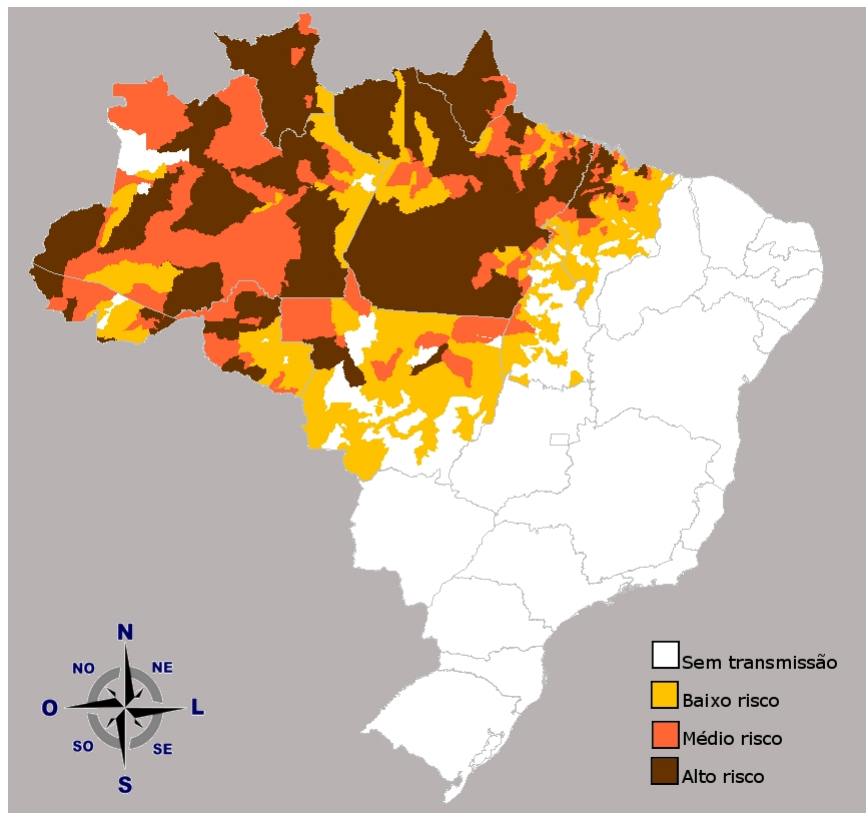 N
NO NE
O L
SO SE
S
Sem transmissão
Baixo risco
Médio risco
Alto risco